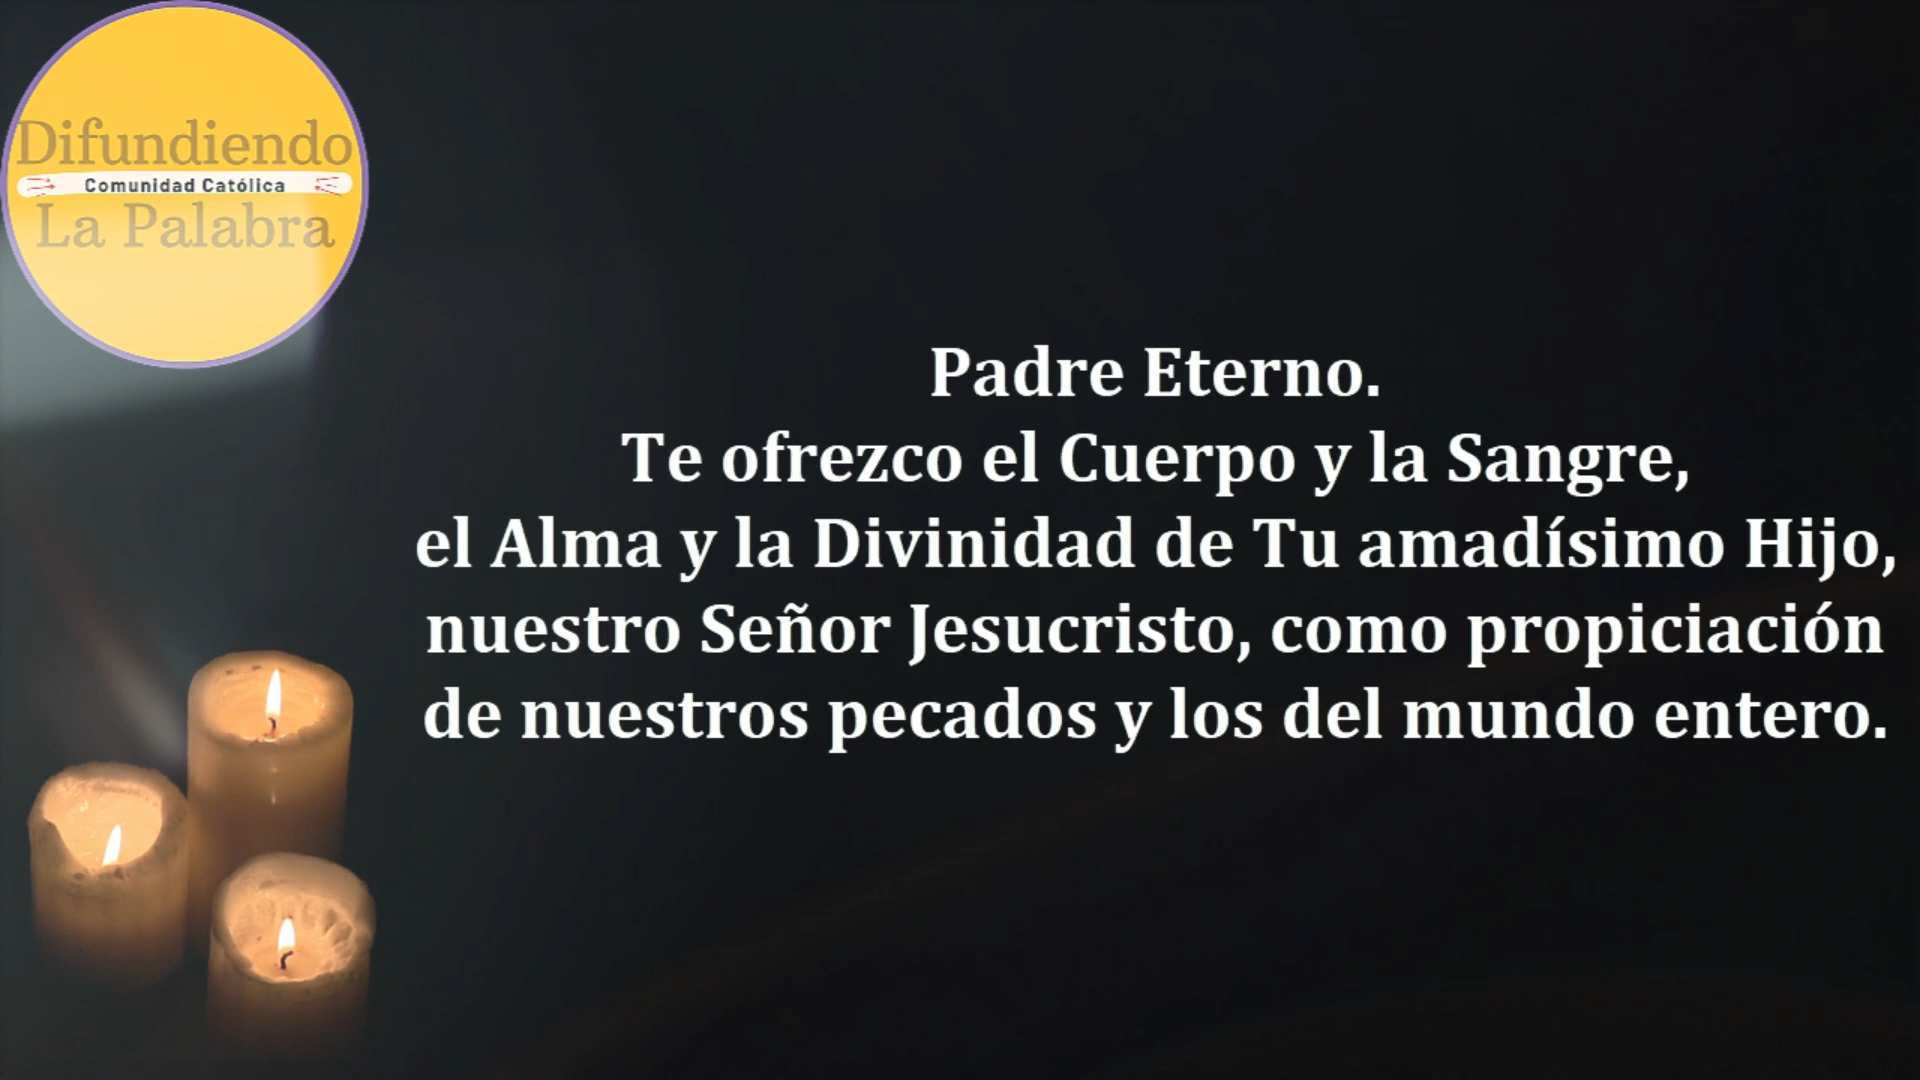 Difundiendo
Comunidad Católica
La Palabra
Padre Eterno.
Te ofrezco el Cuerpo y la Sangre,
el Alma y la Divinidad de Tu amadísimo Hijo,
nuestro Señor Jesucristo, como propiciación
de nuestros pecados y los del mundo entero.